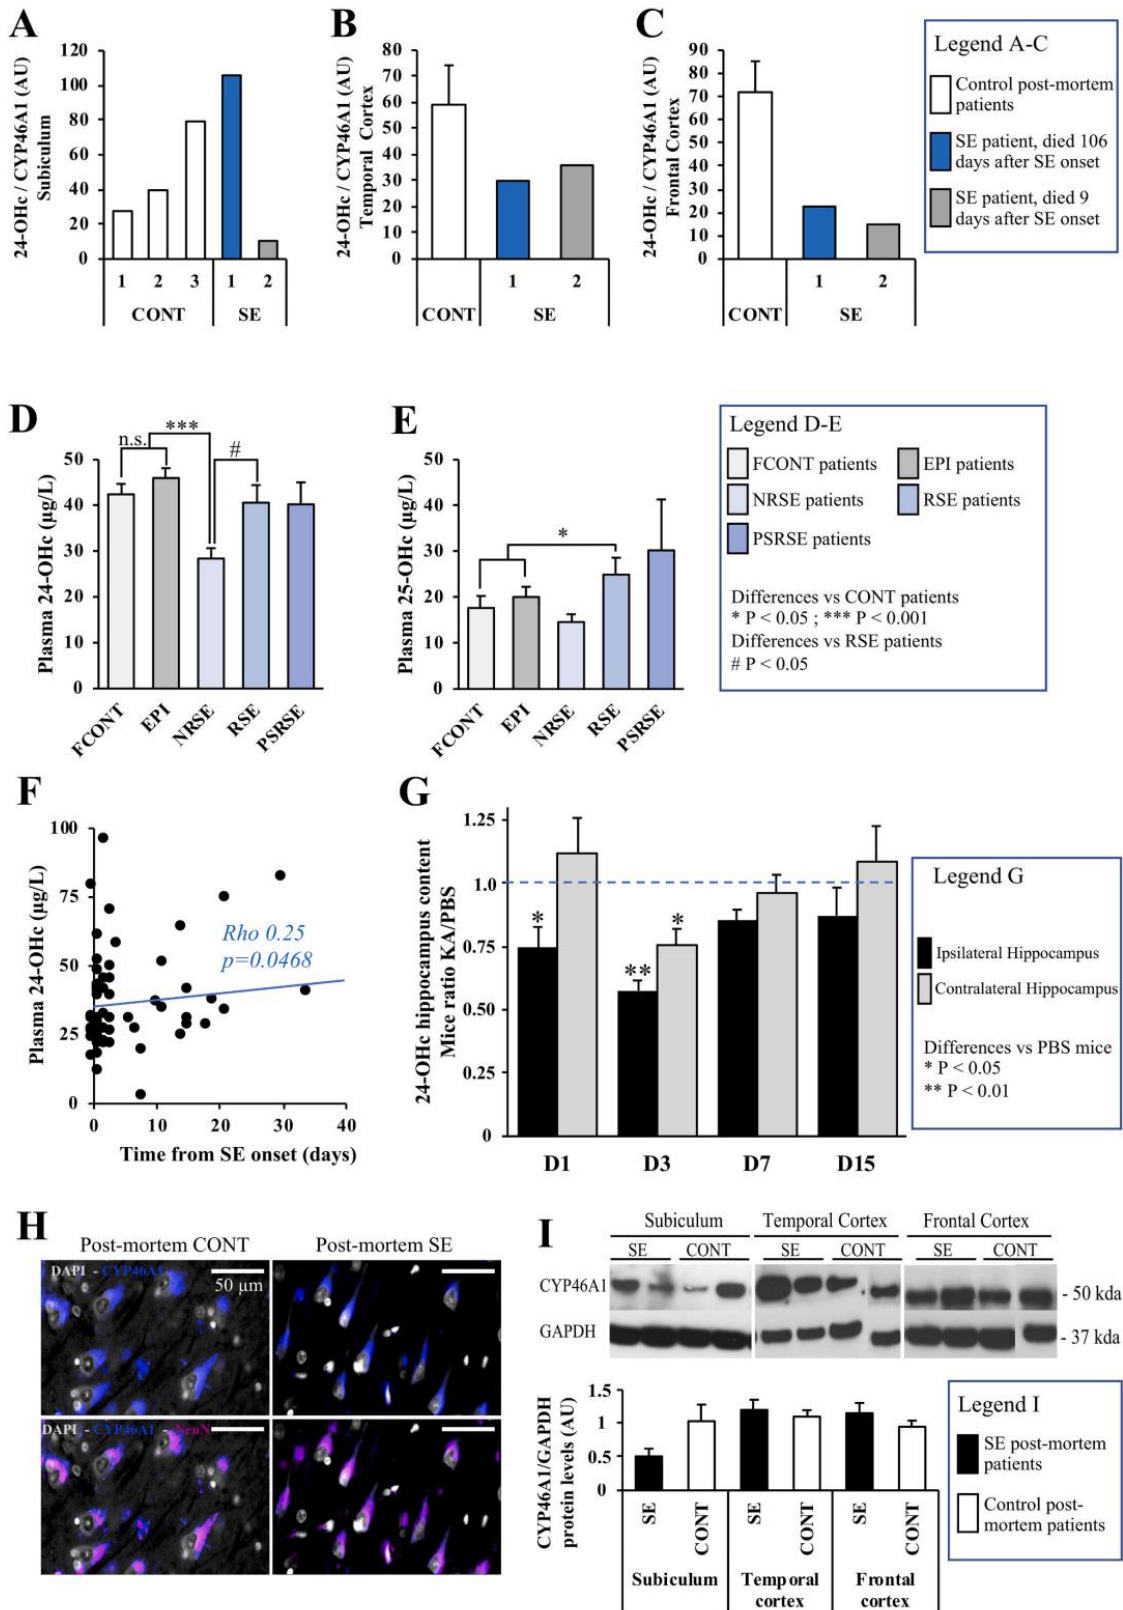 A
24-OHc / CYP46A1 (AU)
Subiculum
120
100
80
60
40
20
0
1 2 3 1 2
CONT SE
B
24-OHc / CYP46A1 (AU)
Temporal Cortex
80
70
60
50
40
30
20
10
0
1 2
CONT SE
C
24-OHc / CYP46A1 (AU)
Frontal Cortex
90
80
70
60
50
40
30
20
10
0
1 2
CONT SE
Legend A-C
Control post-mortem
patients
SE patient, died 106
days after SE onset
SE patient, died 9
days after SE onset
D
Plasma 24-OHc (µg/L)
n.s. ***
#
50
40
30
20
10
0
FCONT EPI NRSE RSE PSRSE
E
Plasma 25-OHc (µg/L)
*
50
40
30
20
10
0
FCONT EPI NRSE RSE PSRSE
Legend D-E
FCONT patients EPI patients
NRSE patients RSE patients
PSRSE patients
Differences vs CONT patients
* P < 0.05 ; *** P < 0.001
Differences vs RSE patients
# P < 0.05
F
Plasma 24-OHc (µg/L)
100
75
50
25
0
Rho 0.25
p=0.0468
0 10 20 30 40
Time from SE onset (days)
G
24-OHc hippocampus content
Mice ratio KA/PBS
1.25
1.0
0.75
0.50
0.25
0
* ** *
D1 D3 D7 D15
Legend G
Ipsilateral Hippocampus
Contralateral Hippocampus
Differences vs PBS mice
* P < 0.05
** P < 0.01
H
Post-mortem CONT Post-mortem SE
DAPI - CYP46A1
50 µm
DAPI - CYP46A1 - NeuN
I
Subiculum Temporal Cortex Frontal Cortex
SE CONT SE CONT SE CONT
CYP46A1 - 50 kda
GAPDH - 37 kda
CYP46A1/GAPDH
protein levels (AU)
1.5
1
0.5
0
SE CONT SE CONT SE CONT
Subiculum Temporal cortex Frontal cortex
Legend I
SE post-mortem
patients
Control post-
mortem patients